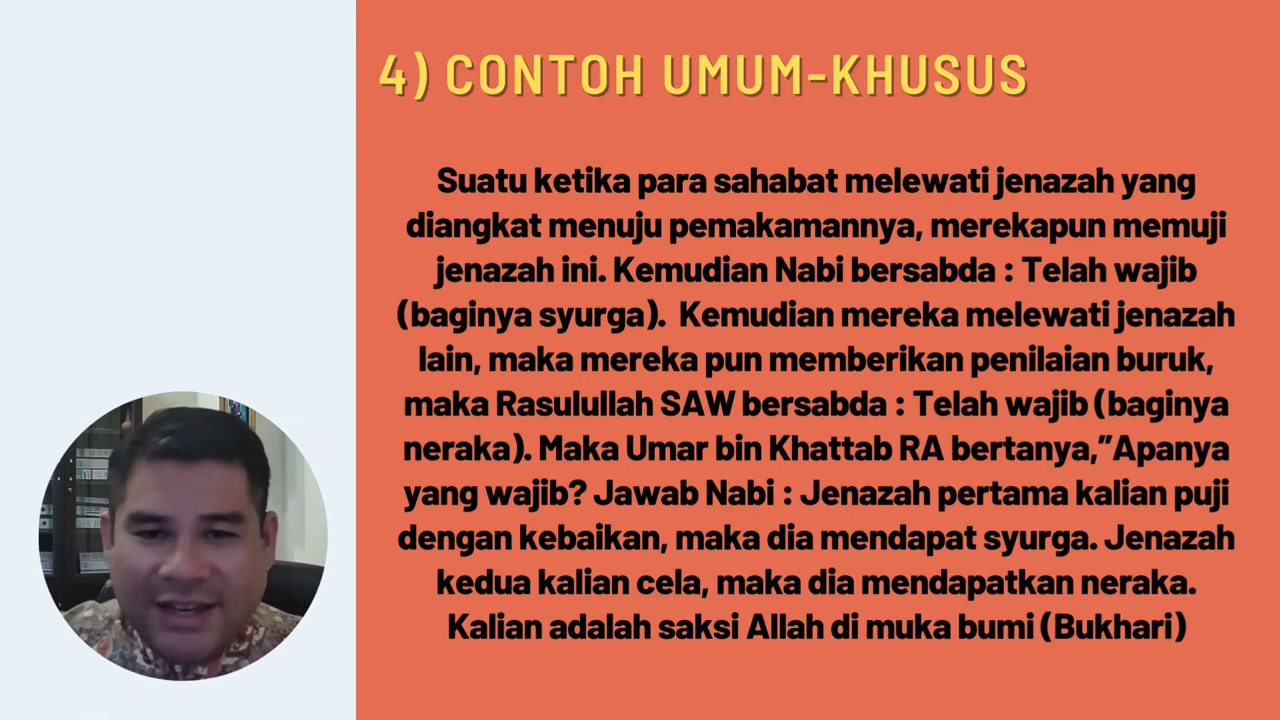 4) CONTOH UMUM-KHUSUS
Suatu ketika para sahabat melewati jenazah yang
diangkat menuju pemakamannya, merekapun memuji
jenazah ini. Kemudian Nabi bersabda : Telah wajib
(baginya syurga). Kemudian mereka melewati jenazah
lain, maka mereka pun memberikan penilaian buruk,
maka Rasulullah SAW bersabda : Telah wajib (baginya
neraka). Maka Umar bin Khattab RA bertanya,”Apanya
yang wajib? Jawab Nabi : Jenazah pertama kalian puji
dengan kebaikan, maka dia mendapat syurga. Jenazah
kedua kalian cela, maka dia mendapatkan neraka.
Kalian adalah saksi Allah di muka bumi (Bukhari)